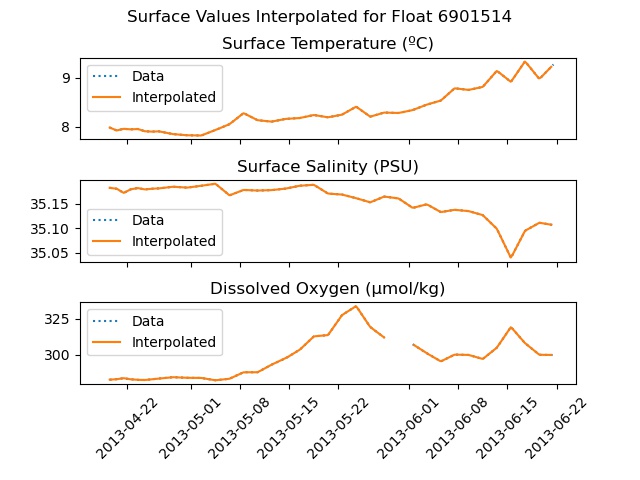 Surface Values Interpolated for Float 6901514
Surface Temperature (ºC)
9
8
Data
Interpolated
Surface Salinity (PSU)
35.15
35.10
35.05
Data
Interpolated
Dissolved Oxygen (µmol/kg)
325
300
Data
Interpolated
2013-04-22
2013-05-01
2013-05-08
2013-05-15
2013-05-22
2013-06-01
2013-06-08
2013-06-15
2013-06-22